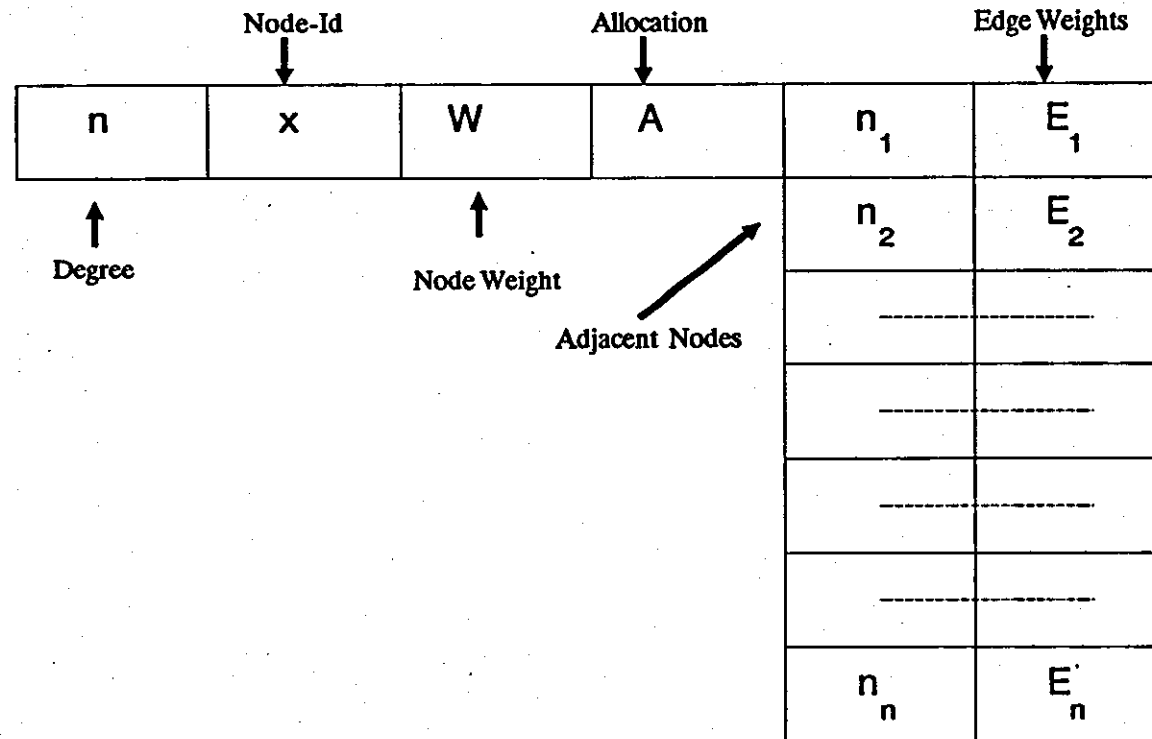 Node-Id Allocation Edge Weights
n x W A n₁ E₁
n₂ E₂
Degree Node Weight
Adjacent Nodes
nₙ Eₙ